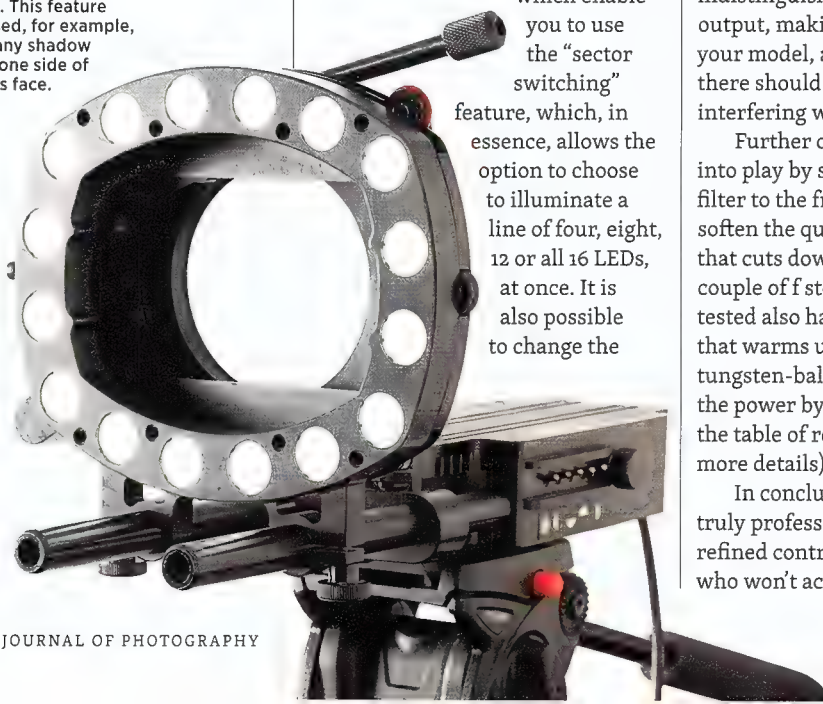 . This feature
ed, for example,
any shadow
one side of
s face.
which enable
you to use
the “sector
switching”
feature, which, in
essence, allows the
option to choose
to illuminate a
line of four, eight,
12 or all 16 LEDs,
at once. It is
also possible
to change the
output, maki
your model, a
there should
interfering w
Further c
into play by s
filter to the fr
soften the qu
that cuts dow
couple of f st
tested also ha
that warms u
tungsten-bal
the power by
the table of re
more details)
In conclu
truly profess
refined contr
who won’t ac
JOURNAL OF PHOTOGRAPHY